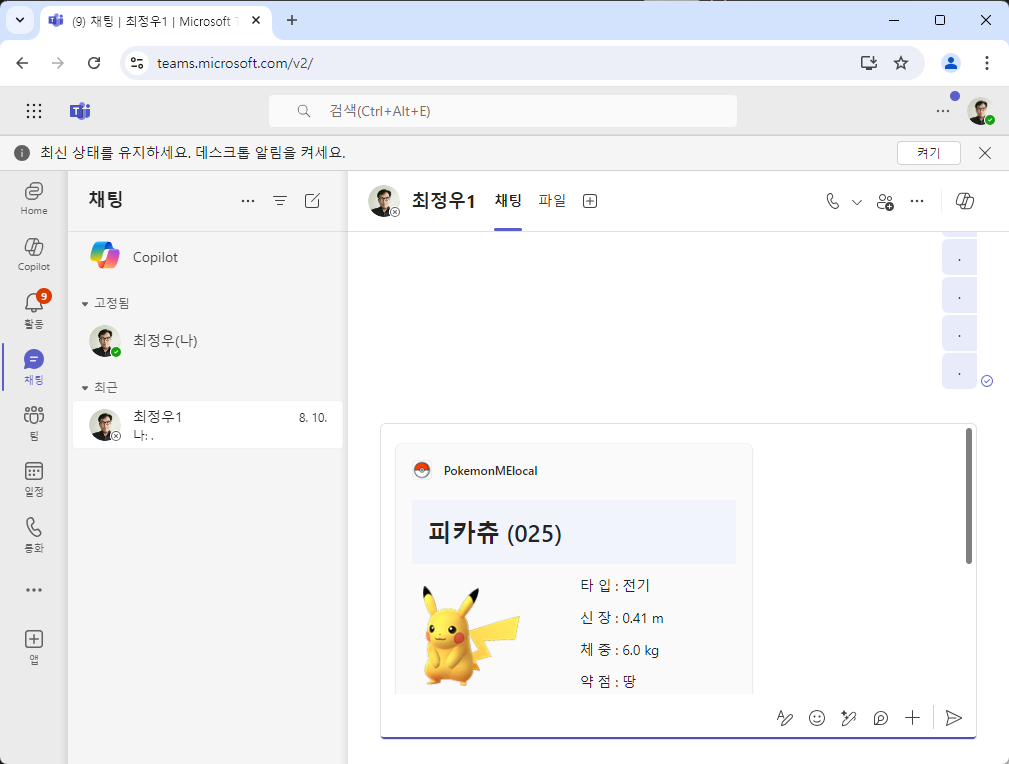 (9) 채팅 | 최정우1 | Microsoft T
teams.microsoft.com/v2/
검색(Ctrl+Alt+E)
최신 상태를 유지하세요. 데스크톱 알림을 켜세요.
켜기
Home
Copilot
9
활동
채팅
팀
일정
통화
앱
채팅
Copilot
고정됨
최정우(나)
최근
최정우1
8. 10.
나: .
최정우1
채팅
파일
.
.
.
.
PokemonMElocal
피카츄 (025)
타 입 : 전기
신 장 : 0.41 m
체 중 : 6.0 kg
약 점 : 땅